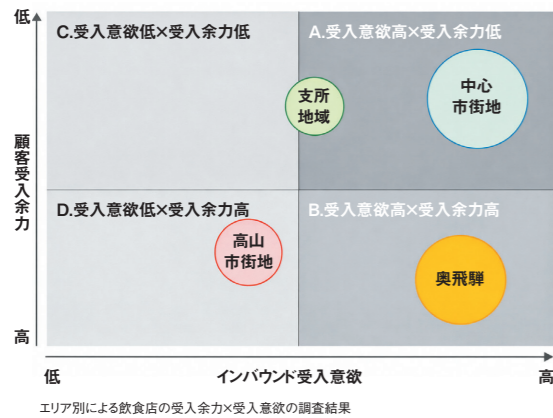 低
C.受入意欲低×受入余力低
A.受入意欲高×受入余力低
支所
地域
中心
市街地
顧客受入余力
D.受入意欲低×受入余力高
B.受入意欲高×受入余力高
高山
市街地
奥飛騨
高
低
インバウンド受入意欲
高
エリア別による飲食店の受入余力×受入意欲の調査結果